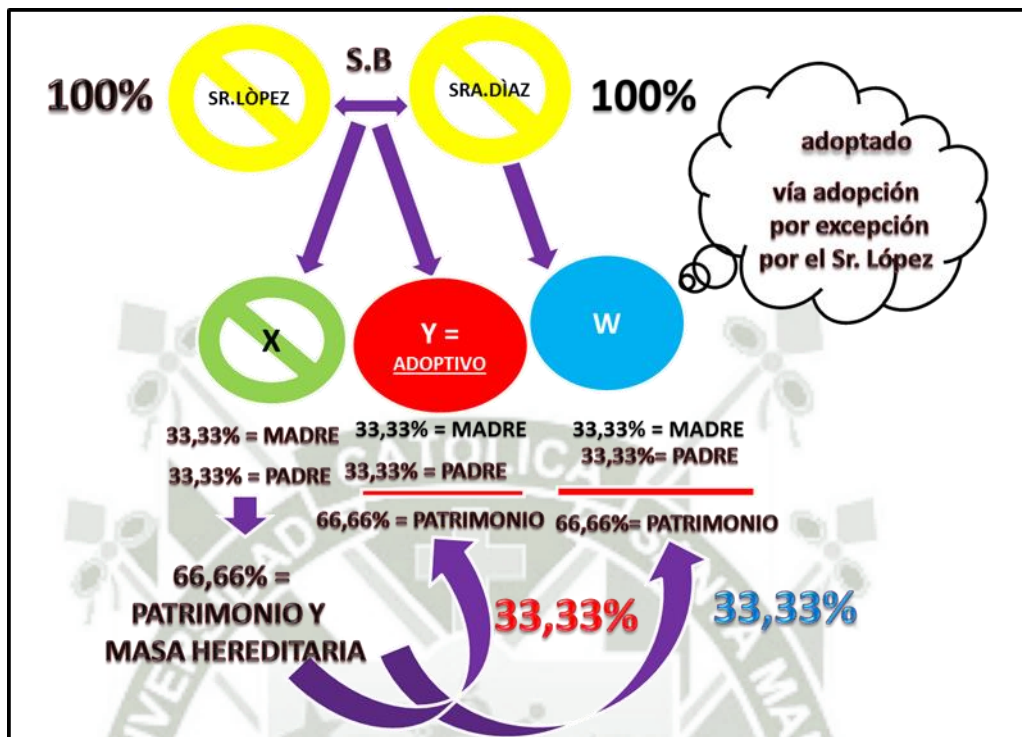 S.B
100%
SR.LÒPEZ
SRA.DÌAZ
100%
adoptado
vía adopción
por excepción
por el Sr. López
X
Y =
ADOPTIVO
W
33,33% = MADRE
33,33% = PADRE
33,33% = MADRE
33,33% = PADRE
33,33% = MADRE
33,33%= PADRE
66,66% = PATRIMONIO
66,66%= PATRIMONIO
66,66% =
PATRIMONIO Y
MASA HEREDITARIA
33,33%
33,33%
CATOLICA